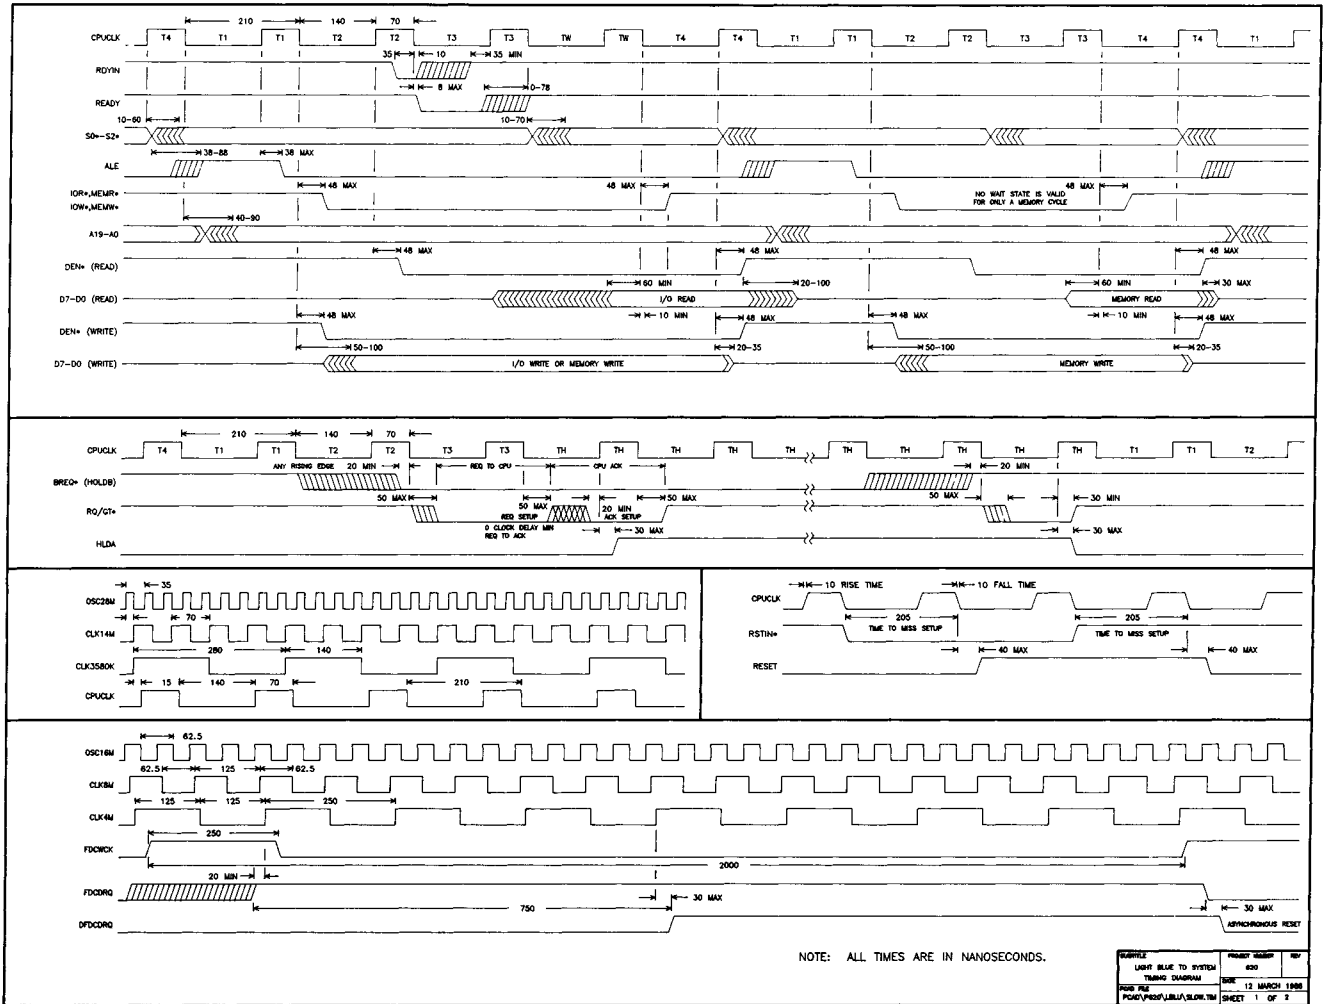 210 140 70
CPUCLK T4 T1 T1 T2 T2 T3 T3 TW TW T4 T4 T1 T1 T2 T2 T3 T3 T4 T4 T1
35 10 35 MIN
RDYIN
8 MAX 0-78
READY
10-60 10-70
S0*-S2*
38-88 38 MAX
ALE
48 MAX 48 MAX 48 MAX
IOR*,MEMR*
IOW*,MEMW*
NO WAIT STATE IS VALID
FOR ONLY A MEMORY CYCLE
40-90
A19-A0
48 MAX 48 MAX 48 MAX
DEN* (READ)
60 MIN 20-100 60 MIN 30 MAX
D7-D0 (READ) I/O READ MEMORY READ
10 MIN 10 MIN
48 MAX 48 MAX 48 MAX 48 MAX
DEN* (WRITE)
50-100 20-35 50-100 20-35
D7-D0 (WRITE) I/O WRITE OR MEMORY WRITE MEMORY WRITE
210 140 70
CPUCLK T4 T1 T1 T2 T2 T3 T3 TH TH TH TH TH TH TH TH TH T1 T1 T2
ANY RISING EDGE 20 MIN REQ TO CPU CPU ACK 20 MIN
BREQ* (HOLDB)
50 MAX 50 MAX 20 MIN 50 MAX 50 MAX 30 MIN
RQ/GT* REQ SETUP ACK SETUP
0 CLOCK DELAY MIN
REQ TO ACK
30 MAX 30 MAX
HLDA
35
OSC28M
70
CLK14M
280 140
CLK3580K
15 140 70 210
CPUCLK
10 RISE TIME 10 FALL TIME
CPUCLK
205 205
RSTIN* TIME TO MISS SETUP TIME TO MISS SETUP
40 MAX 40 MAX
RESET
62.5
OSC16M
62.5 125 62.5
CLK8M
125 125 250
CLK4M
250
FDCWCK
2000
20 MIN
FDCDRQ
30 MAX
750
30 MAX
DFDCDRQ ASYNCHRONOUS RESET
NOTE: ALL TIMES ARE IN NANOSECONDS.
SUBTITLE PROJECT NUMBER REV
LIGHT BLUE TO SYSTEM 620
TIMING DIAGRAM
DATE 12 MARCH 1986
PCAD FILE
SHEET 1 OF 2